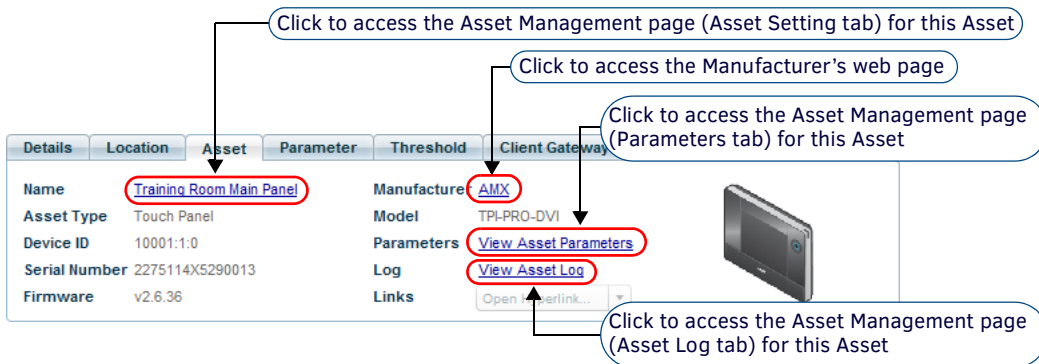 Click to access the Asset Management page (Asset Setting tab) for this Asset
Click to access the Manufacturer’s web page
Click to access the Asset Management page
(Parameters tab) for this Asset
Details Location Asset Parameter Threshold Client Gateway
Name Training Room Main Panel Manufacturer AMX
Asset Type Touch Panel Model TPI-PRO-DVI
Device ID 10001:1:0 Parameters View Asset Parameters
Serial Number 2275114X5290013 Log View Asset Log
Firmware v2.6.36 Links Open Hyperlink...
Click to access the Asset Management page
(Asset Log tab) for this Asset